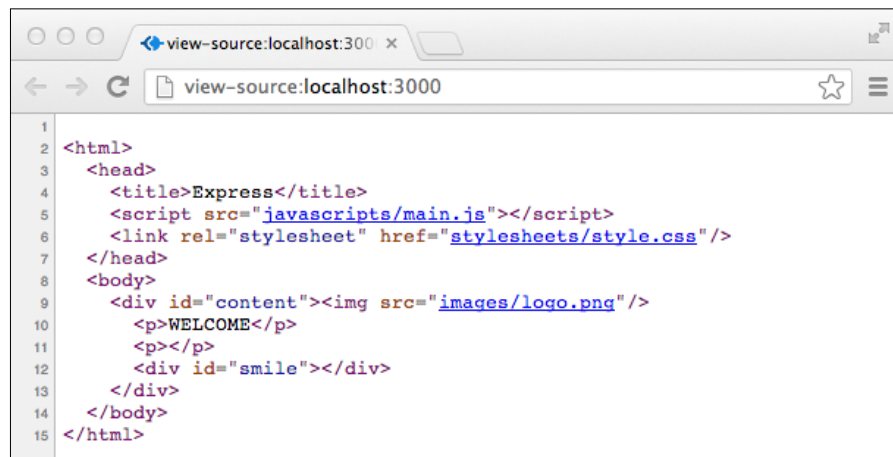 view-source:localhost:300
view-source:localhost:3000
1
2 <html>
3   <head>
4     <title>Express</title>
5     <script src="javascripts/main.js"></script>
6     <link rel="stylesheet" href="stylesheets/style.css"/>
7   </head>
8   <body>
9     <div id="content"><img src="images/logo.png"/>
10       <p>WELCOME</p>
11       <p></p>
12       <div id="smile"></div>
13     </div>
14   </body>
15 </html>